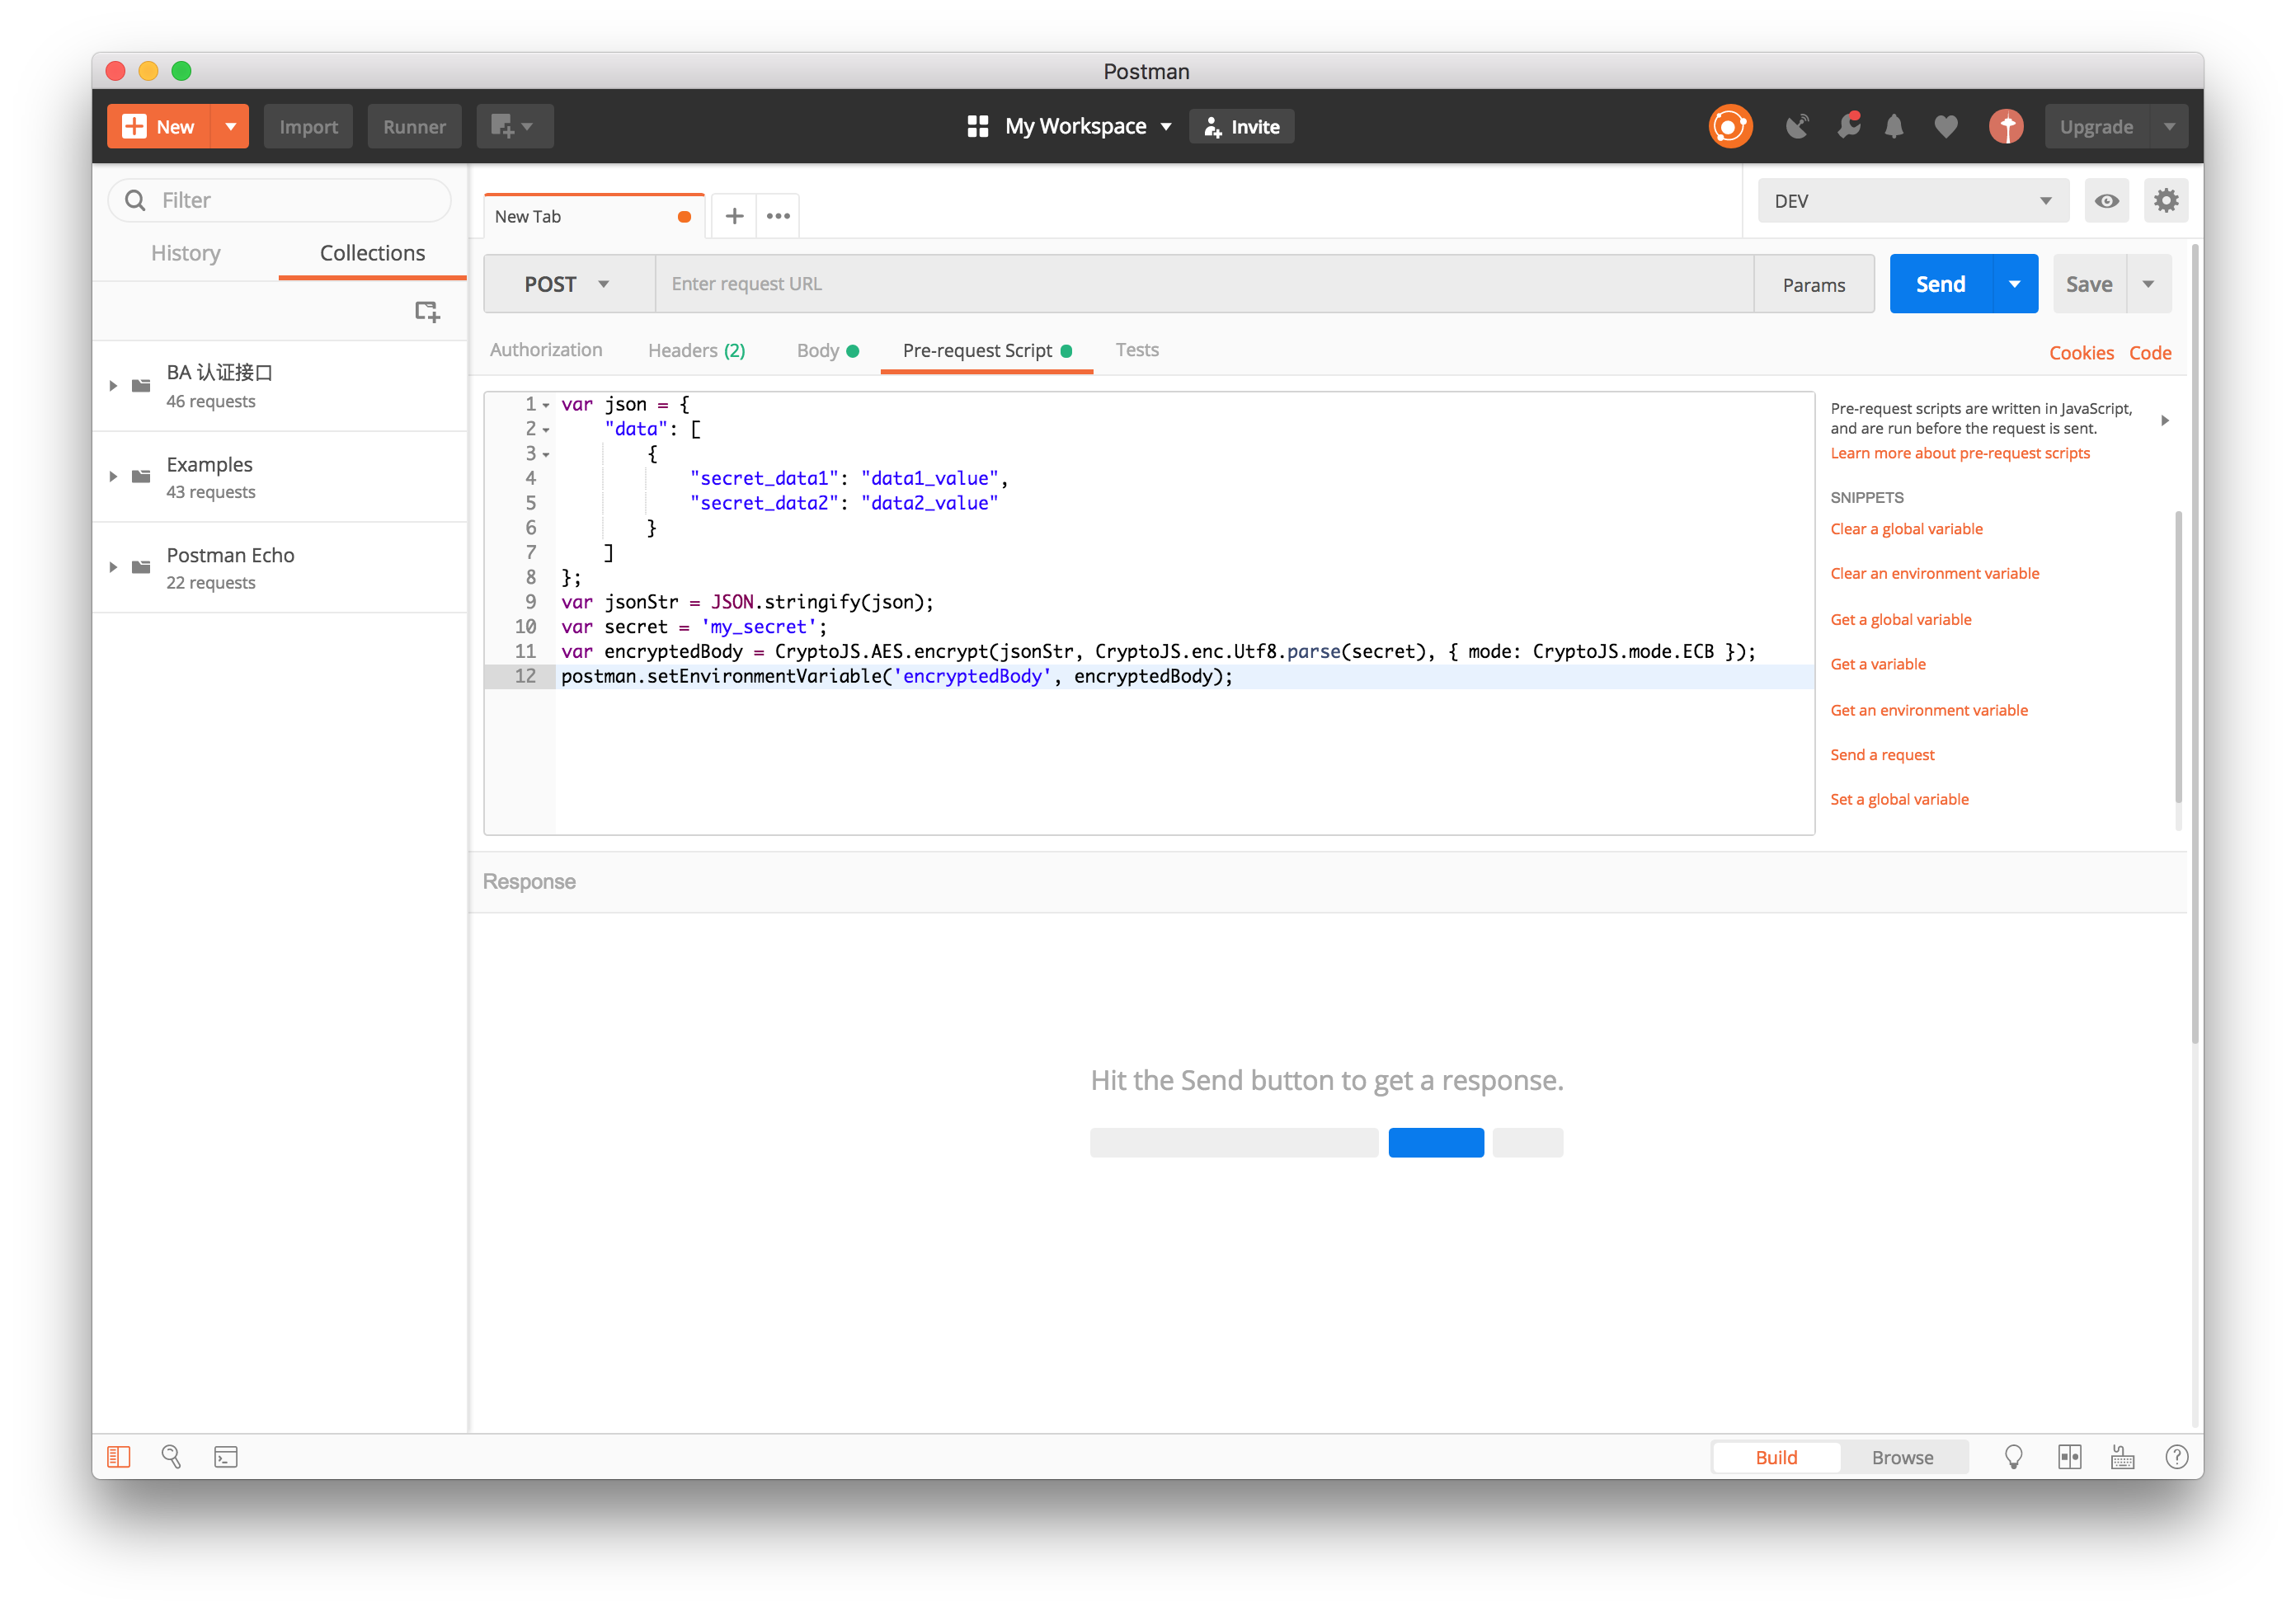 Postman
New
Import
Runner
My Workspace
Invite
Upgrade
Filter
History
Collections
BA 认证接口
46 requests
Examples
43 requests
Postman Echo
22 requests
New Tab
DEV
POST
Enter request URL
Params
Send
Save
Authorization
Headers (2)
Body
Pre-request Script
Tests
Cookies
Code
1 var json = {
2     "data": [
3         {
4             "secret_data1": "data1_value",
5             "secret_data2": "data2_value"
6         }
7     ]
8 };
9 var jsonStr = JSON.stringify(json);
10 var secret = 'my_secret';
11 var encryptedBody = CryptoJS.AES.encrypt(jsonStr, CryptoJS.enc.Utf8.parse(secret), { mode: CryptoJS.mode.ECB });
12 postman.setEnvironmentVariable('encryptedBody', encryptedBody);
Pre-request scripts are written in JavaScript,
and are run before the request is sent.
Learn more about pre-request scripts
SNIPPETS
Clear a global variable
Clear an environment variable
Get a global variable
Get a variable
Get an environment variable
Send a request
Set a global variable
Response
Hit the Send button to get a response.
Build
Browse